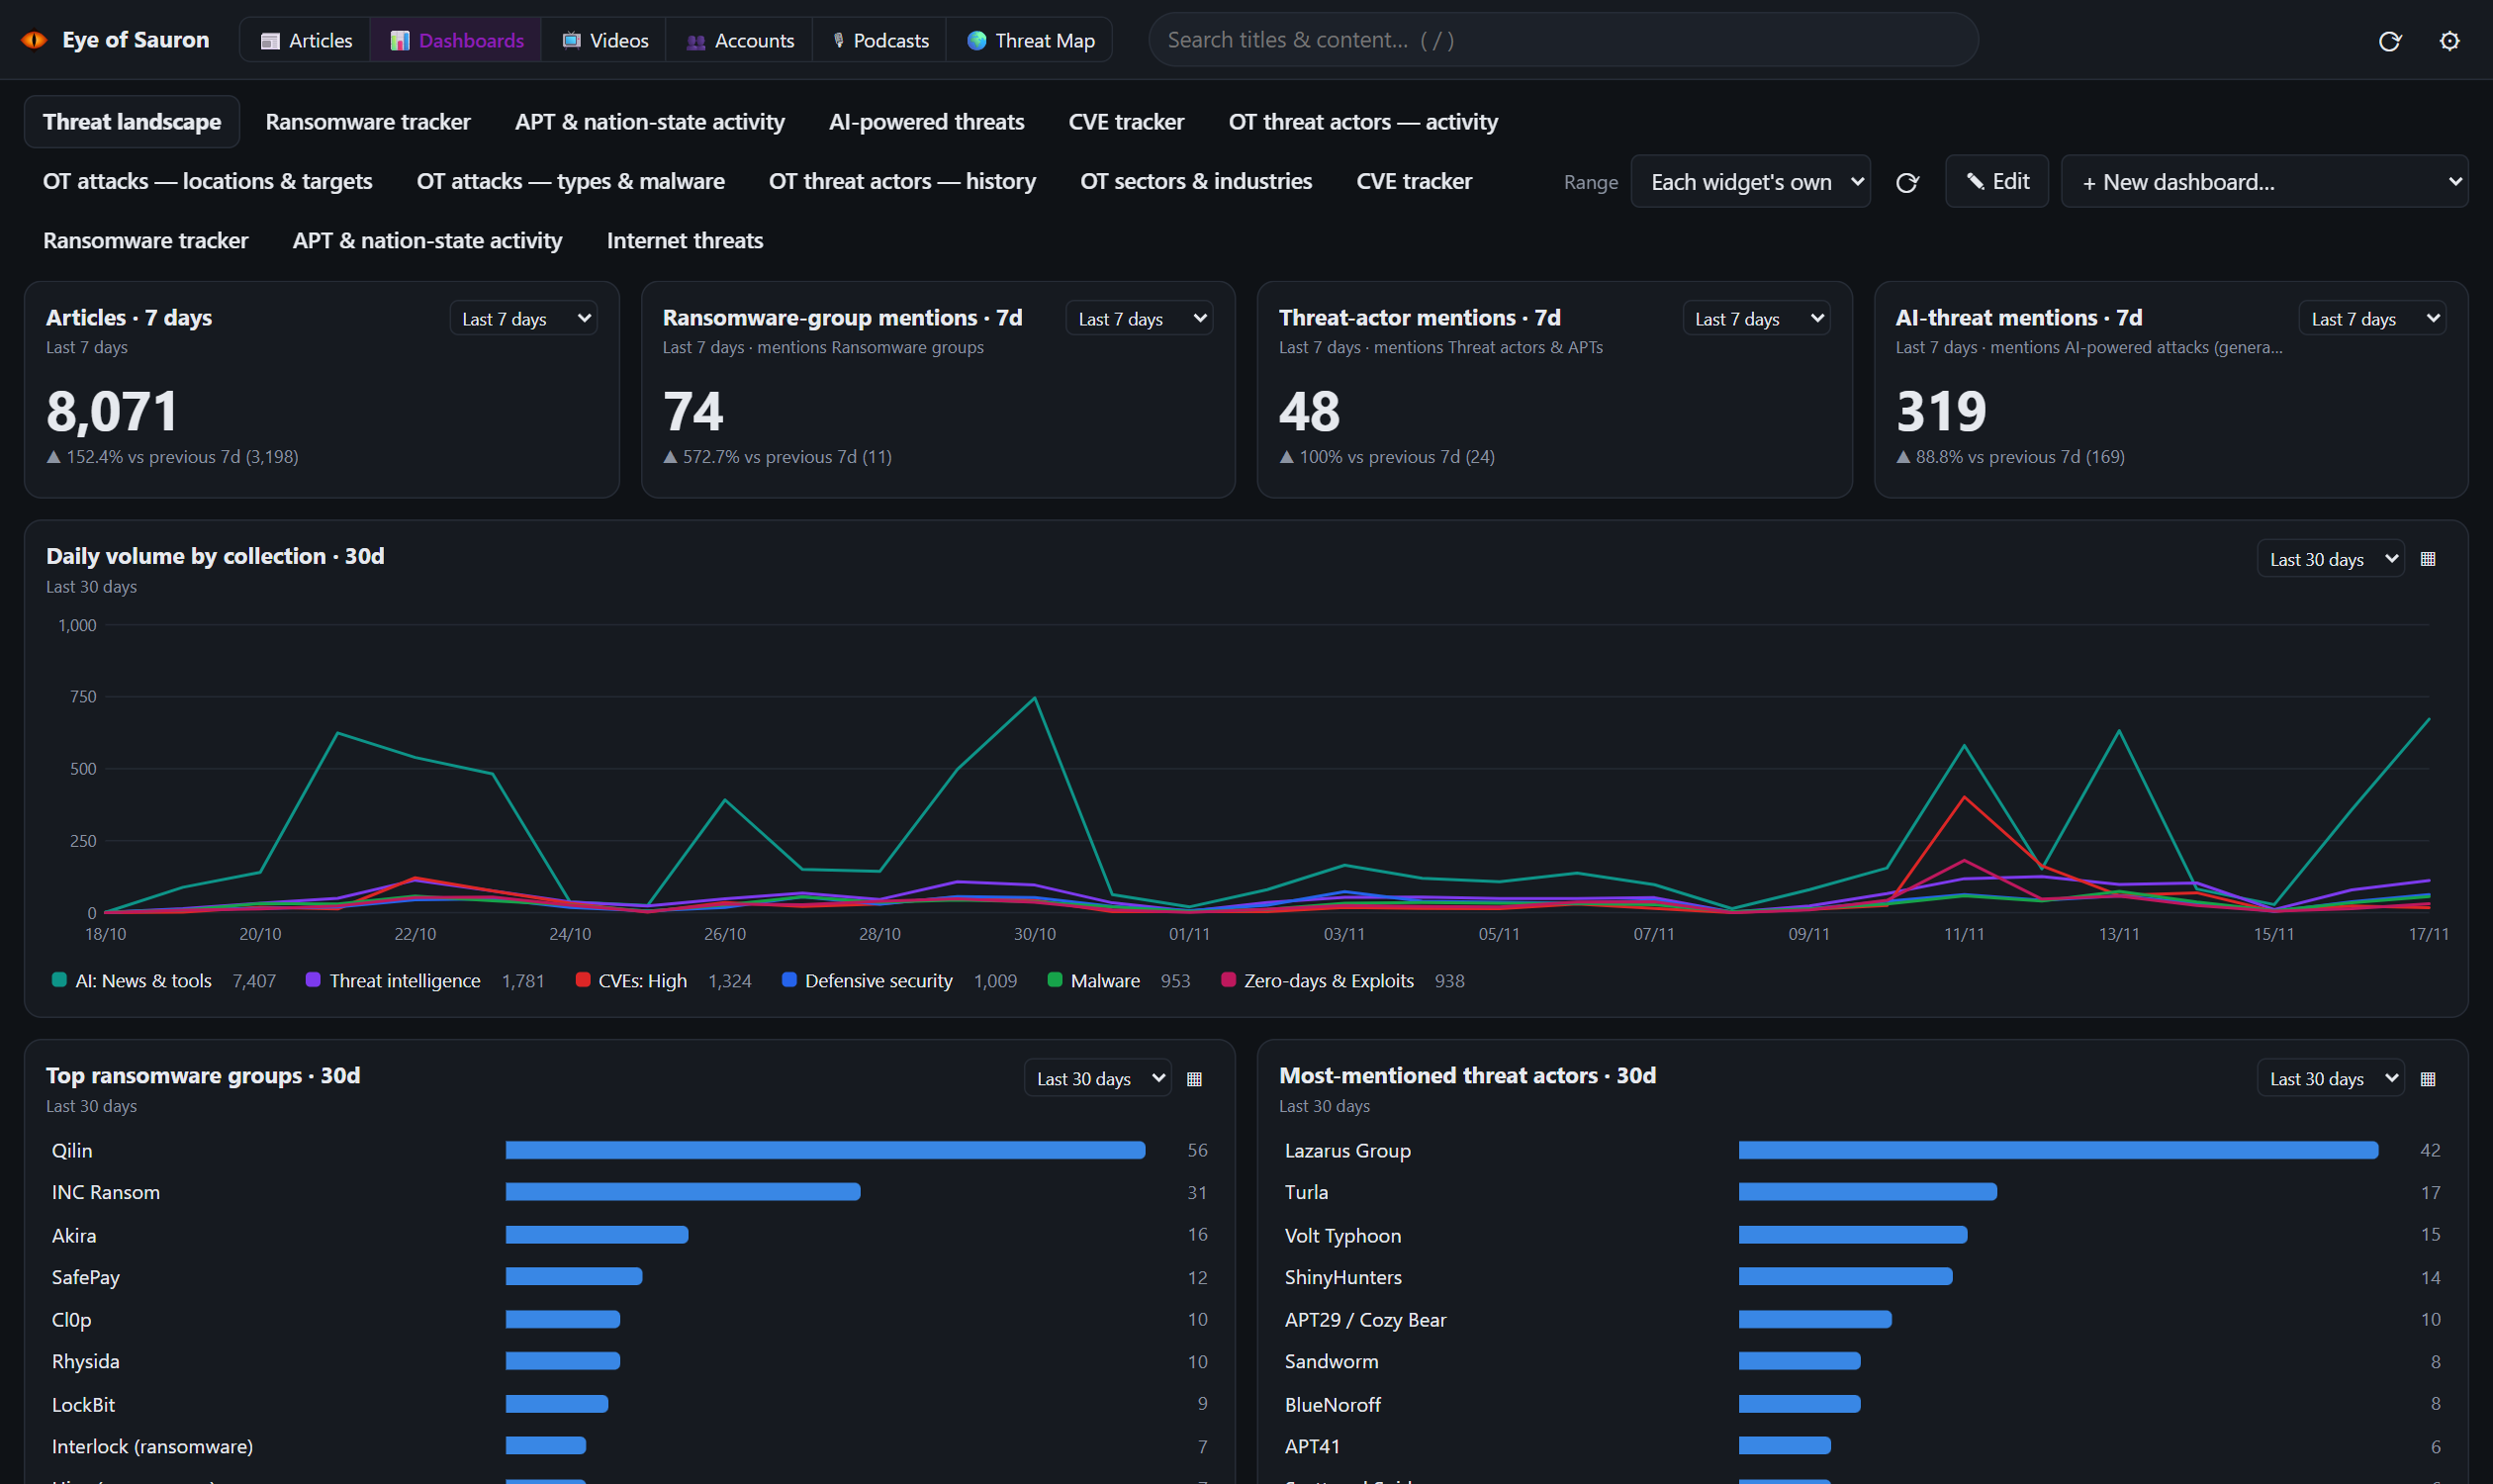 Eye of Sauron
Articles
Dashboards
Videos
Accounts
Podcasts
Threat Map
Search titles & content... ( / )
Threat landscape
Ransomware tracker
APT & nation-state activity
AI-powered threats
CVE tracker
OT threat actors — activity
OT attacks — locations & targets
OT attacks — types & malware
OT threat actors — history
OT sectors & industries
CVE tracker
Range
Each widget's own
Edit
+ New dashboard...
Ransomware tracker
APT & nation-state activity
Internet threats
Articles · 7 days
Last 7 days
Last 7 days
8,071
▲ 152.4% vs previous 7d (3,198)
Ransomware-group mentions · 7d
Last 7 days
Last 7 days · mentions Ransomware groups
74
▲ 572.7% vs previous 7d (11)
Threat-actor mentions · 7d
Last 7 days
Last 7 days · mentions Threat actors & APTs
48
▲ 100% vs previous 7d (24)
AI-threat mentions · 7d
Last 7 days
Last 7 days · mentions AI-powered attacks (genera...
319
▲ 88.8% vs previous 7d (169)
Daily volume by collection · 30d
Last 30 days
Last 30 days
1,000
750
500
250
0
18/10
20/10
22/10
24/10
26/10
28/10
30/10
01/11
03/11
05/11
07/11
09/11
11/11
13/11
15/11
17/11
AI: News & tools 7,407
Threat intelligence 1,781
CVEs: High 1,324
Defensive security 1,009
Malware 953
Zero-days & Exploits 938
Top ransomware groups · 30d
Last 30 days
Last 30 days
Qilin 56
INC Ransom 31
Akira 16
SafePay 12
Cl0p 10
Rhysida 10
LockBit 9
Interlock (ransomware) 7
Most-mentioned threat actors · 30d
Last 30 days
Last 30 days
Lazarus Group 42
Turla 17
Volt Typhoon 15
ShinyHunters 14
APT29 / Cozy Bear 10
Sandworm 8
BlueNoroff 8
APT41 6